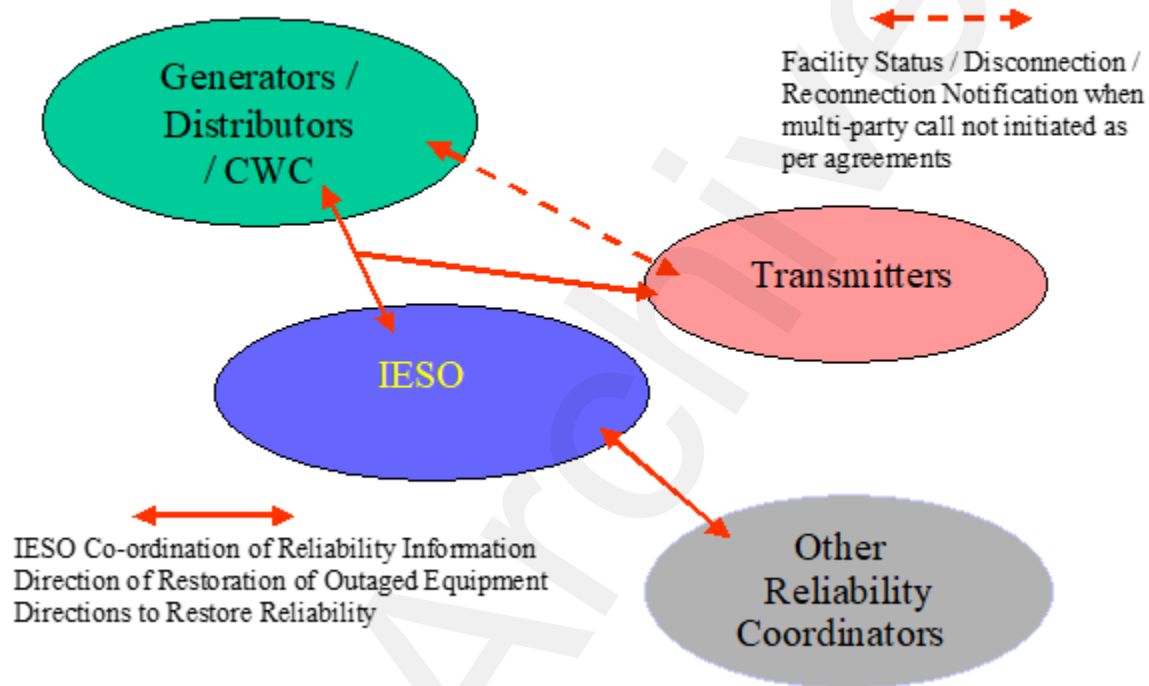 Generators /
Distributors
/ CWC
Facility Status / Disconnection /
Reconnection Notification when
multi-party call not initiated as
per agreements
Transmitters
IESO
IESO Co-ordination of Reliability Information
Direction of Restoration of Outaged Equipment
Directions to Restore Reliability
Other
Reliability
Coordinators
Archive